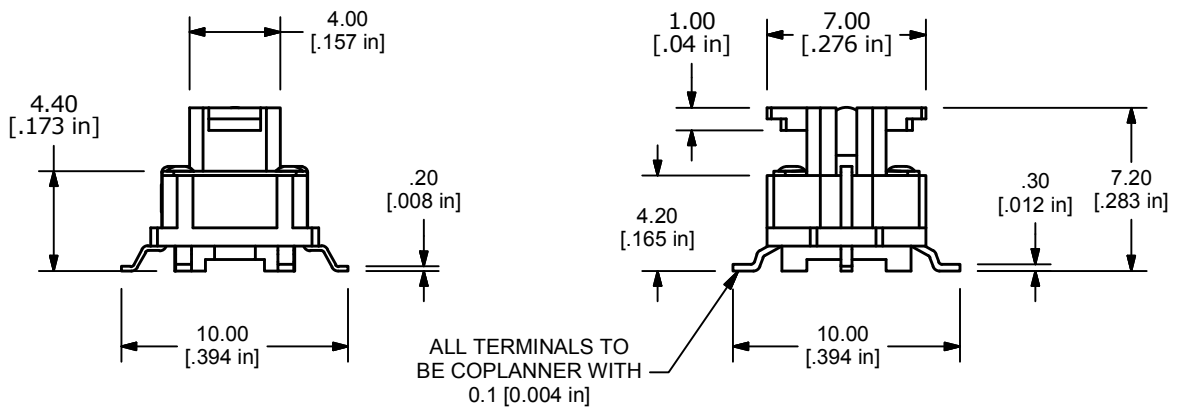 4.00
[.157 in]
4.40
[.173 in]
.20
[.008 in]
10.00
[.394 in]
1.00
[.04 in]
7.00
[.276 in]
4.20
[.165 in]
.30
[.012 in]
7.20
[.283 in]
10.00
[.394 in]
ALL TERMINALS TO
BE COPLANNER WITH
0.1 [0.004 in]